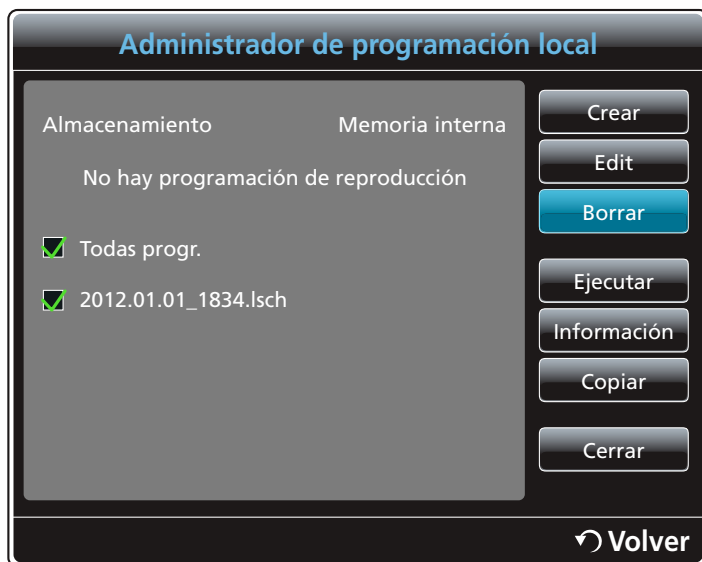 Administrador de programación local
Almacenamiento Memoria interna
No hay programación de reproducción
Todas progr.
2012.01.01_1834.lsch
Crear
Edit
Borrar
Ejecutar
Información
Copiar
Cerrar
Volver